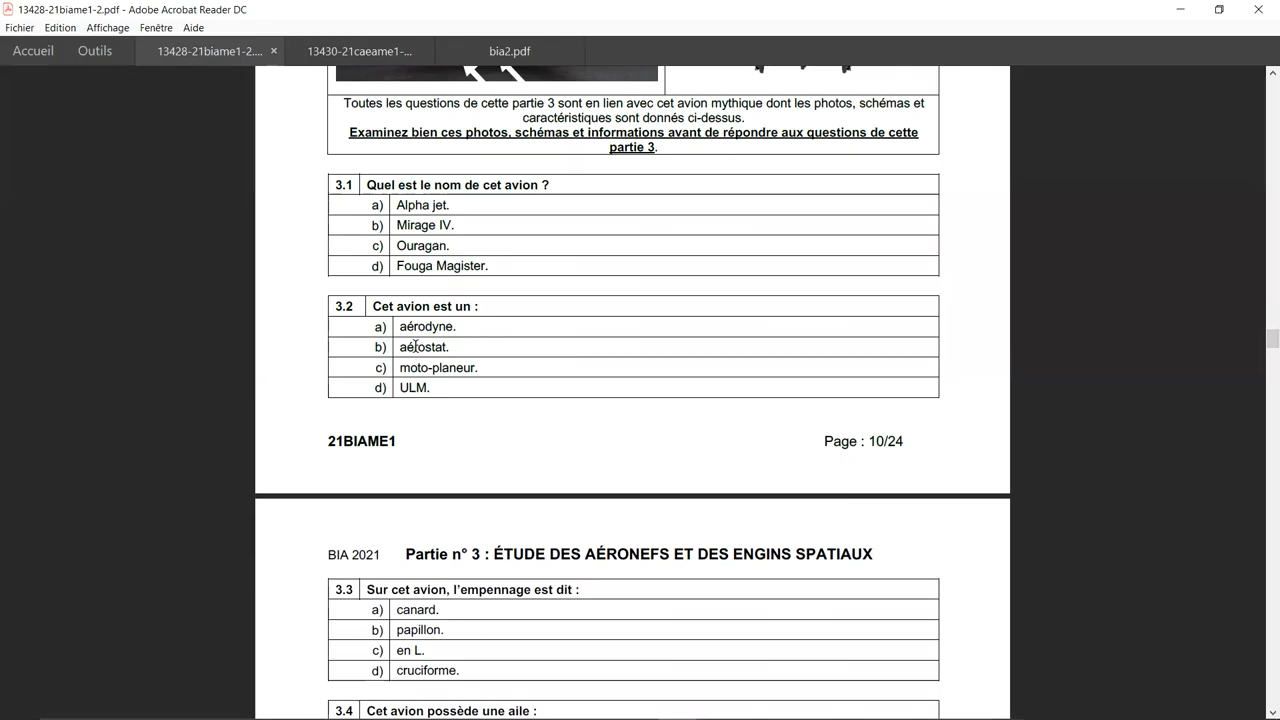 13428-21biame1-2.pdf - Adobe Acrobat Reader DC
Fichier Edition Affichage Fenêtre Aide
Accueil Outils 13428-21biame1-2.... × 13430-21caeame1-... bia2.pdf
Toutes les questions de cette partie 3 sont en lien avec cet avion mythique dont les photos, schémas et
caractéristiques sont donnés ci-dessus.
Examinez bien ces photos, schémas et informations avant de répondre aux questions de cette
partie 3.
3.1 Quel est le nom de cet avion ?
a) Alpha jet.
b) Mirage IV.
c) Ouragan.
d) Fouga Magister.
3.2 Cet avion est un :
a) aérodyne.
b) aérostat.
c) moto-planeur.
d) ULM.
21BIAME1 Page : 10/24
BIA 2021 Partie n° 3 : ÉTUDE DES AÉRONEFS ET DES ENGINS SPATIAUX
3.3 Sur cet avion, l'empennage est dit :
a) canard.
b) papillon.
c) en L.
d) cruciforme.
3.4 Cet avion possède une aile :